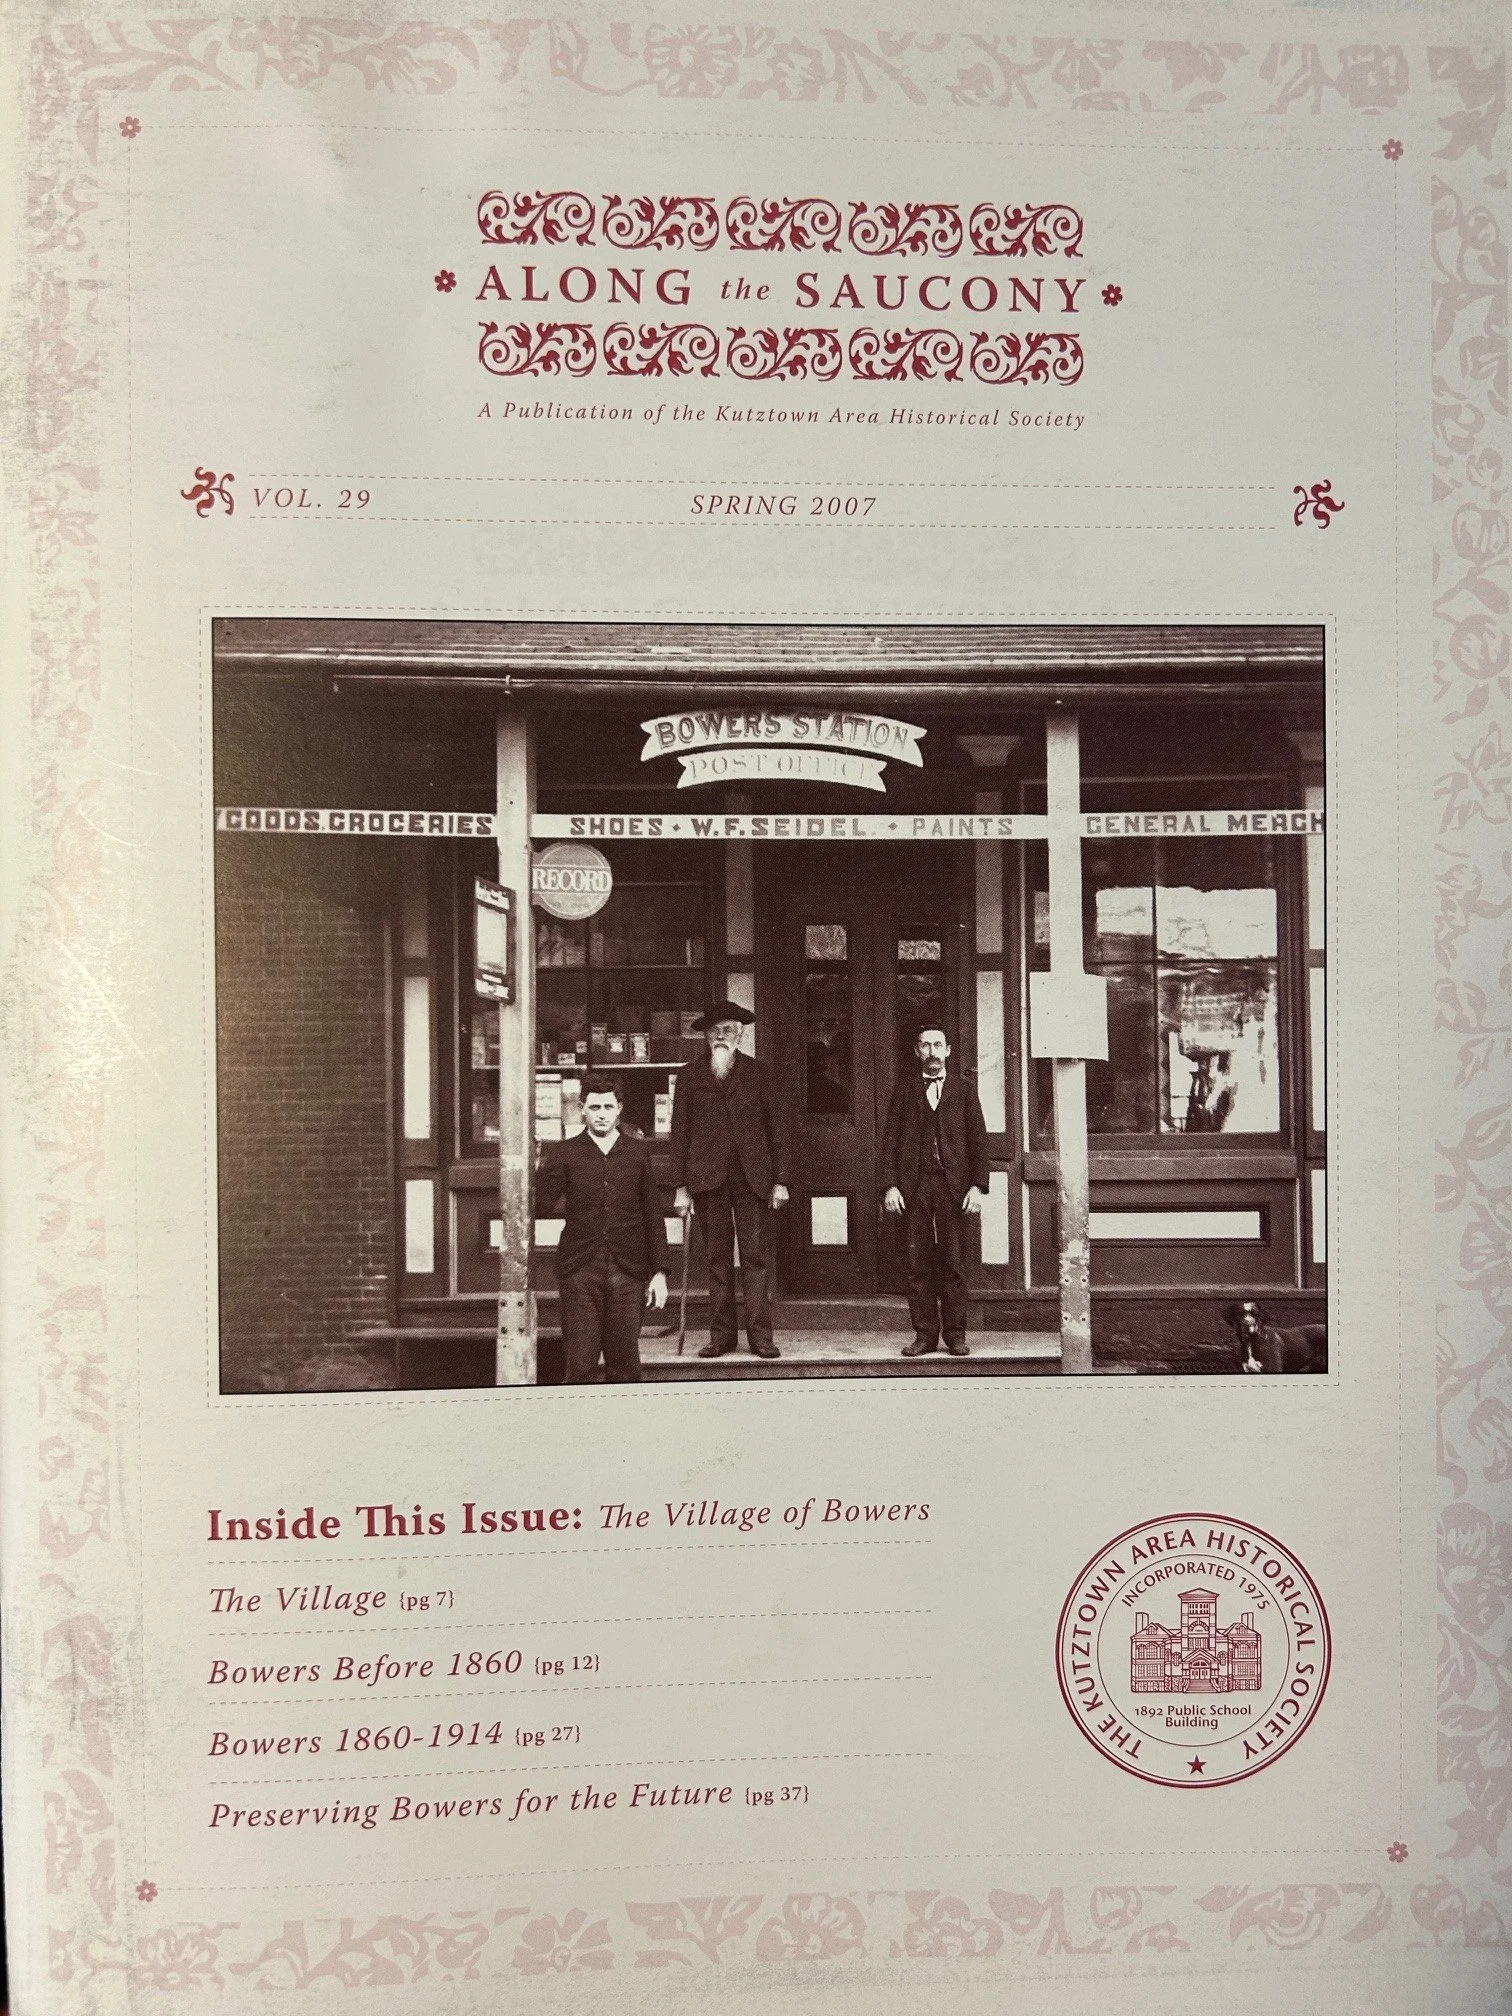 ALONG the SAUCONY
A Publication of the Kutztown Area Historical Society
VOL. 29
SPRING 2007
BOWERS STATION
POST OFFICE
GOODS. GROCERIES
SHOES • W.F. SEIDEL. • PAINTS
GENERAL MERCH
RECORD
Inside This Issue: The Village of Bowers
The Village {pg 7}
Bowers Before 1860 {pg 12}
Bowers 1860-1914 {pg 27}
Preserving Bowers for the Future {pg 37}
THE KUTZTOWN AREA HISTORICAL SOCIETY
INCORPORATED 1975
1892 Public School
Building